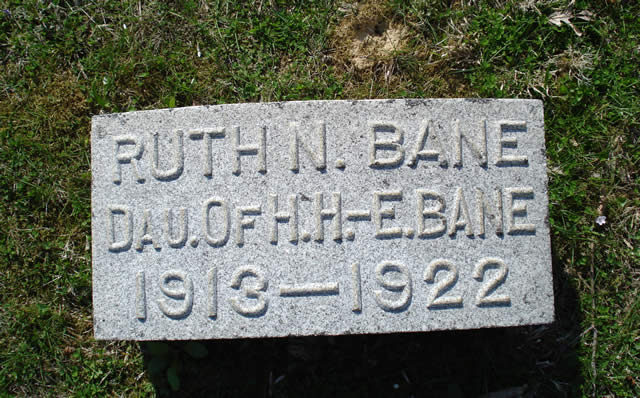 RUTH N. BANE
DAU. OF H.H.-E. BANE
1913-1922